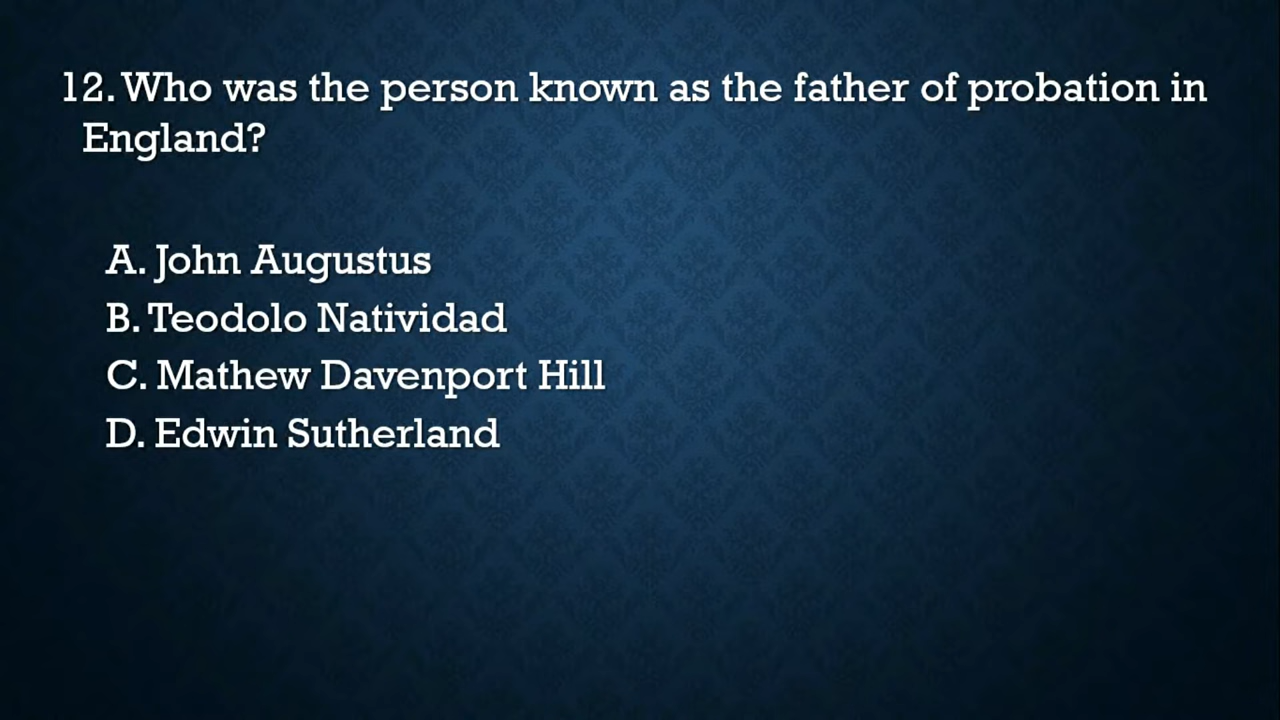 12. Who was the person known as the father of probation in
England?
A. John Augustus
B. Teodolo Natividad
C. Mathew Davenport Hill
D. Edwin Sutherland